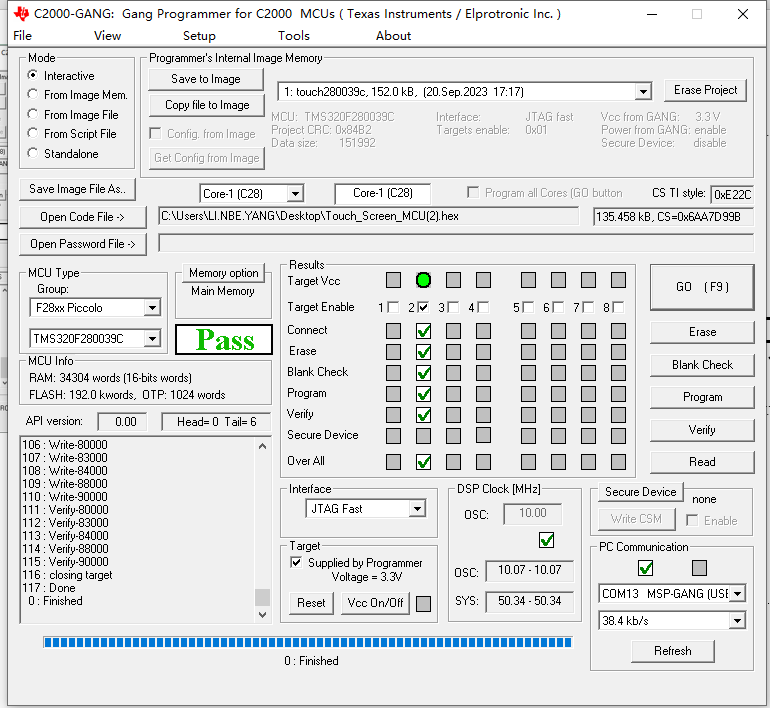 C2000-GANG: Gang Programmer for C2000 MCUs ( Texas Instruments / Elprotronic Inc. )
File View Setup Tools About
Mode
Interactive
From Image Mem.
From Image File
From Script File
Standalone
Programmer's Internal Image Memory
Save to Image
Copy file to Image
Config. from Image
Get Config from Image
1: touch280039c, 152.0 kB, (20.Sep.2023 17:17)
Erase Project
MCU: TMS320F280039C Interface: JTAG fast Vcc from GANG: 3.3 V
Project CRC: 0x84B2 Targets enable: 0x01 Power from GANG: enable
Data size: 151992 Secure Device: disable
Save Image File As.. Core-1 (C28) Core-1 (C28) Program all Cores (GO button CS TI style: 0xE22C
Open Code File -> C:\Users\LI.NBE.YANG\Desktop\Touch_Screen_MCU(2).hex 135.458 kB, CS=0x6AA7D99B
Open Password File ->
MCU Type
Group:
F28xx Piccolo
TMS320F280039C
Memory option
Main Memory
Pass
MCU Info
RAM: 34304 words (16-bits words)
FLASH: 192.0 kwords, OTP: 1024 words
API version: 0.00 Head= 0 Tail= 6
106 : Write-80000
107 : Write-83000
108 : Write-84000
109 : Write-88000
110 : Write-90000
111 : Verify-80000
112 : Verify-83000
113 : Verify-84000
114 : Verify-88000
115 : Verify-90000
116 : closing target
117 : Done
0 : Finished
Results
Target Vcc
Target Enable 1 2 3 4 5 6 7 8
Connect
Erase
Blank Check
Program
Verify
Secure Device
Over All
GO (F9)
Erase
Blank Check
Program
Verify
Read
Interface
JTAG Fast
Target
Supplied by Programmer
Voltage = 3.3V
Reset Vcc On/Off
DSP Clock [MHz]
OSC: 10.00
OSC: 10.07 - 10.07
SYS: 50.34 - 50.34
Secure Device none
Write CSM Enable
PC Communication
COM13 MSP-GANG (USE
38.4 kb/s
Refresh
0 : Finished